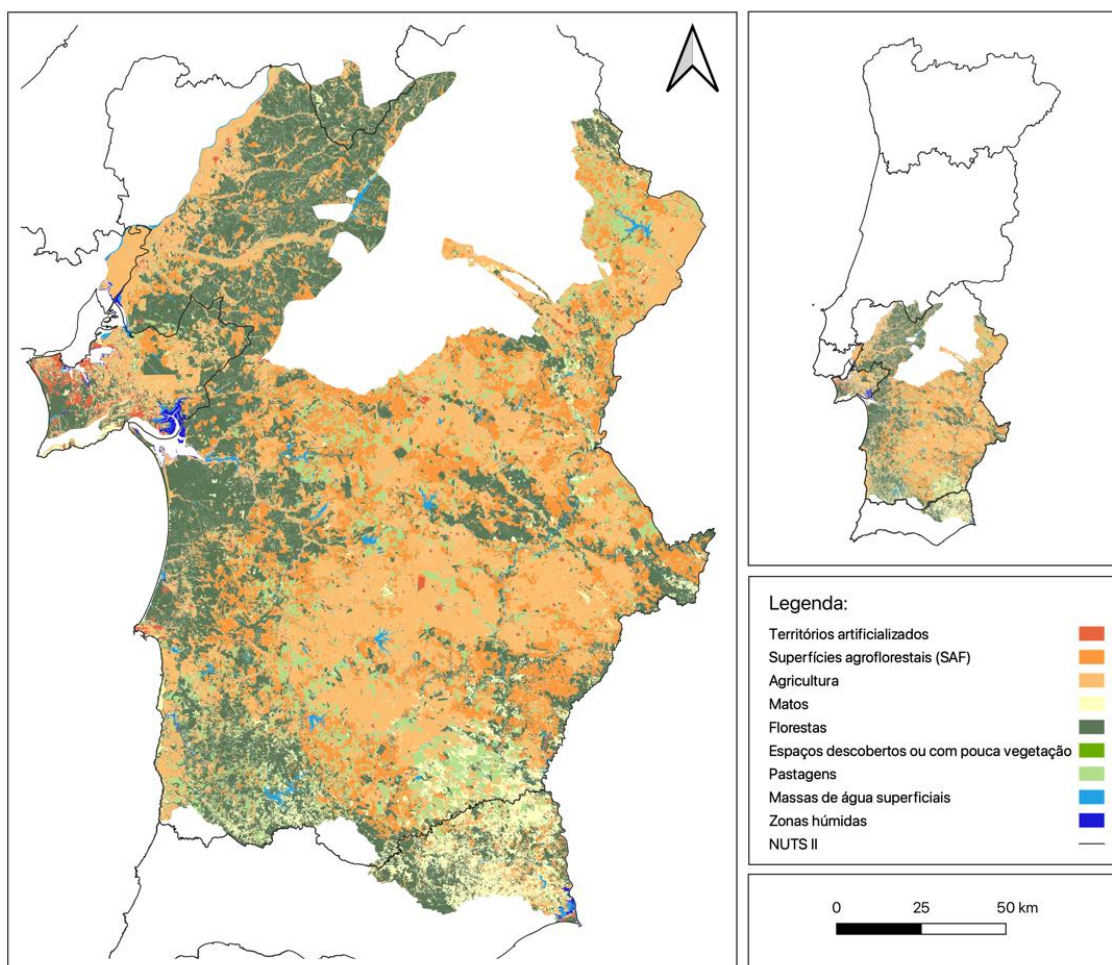 Legenda:
Territórios artificializados
Superfícies agroflorestais (SAF)
Agricultura
Matos
Florestas
Espaços descobertos ou com pouca vegetação
Pastagens
Massas de água superficiais
Zonas húmidas
NUTS II
0 25 50 km